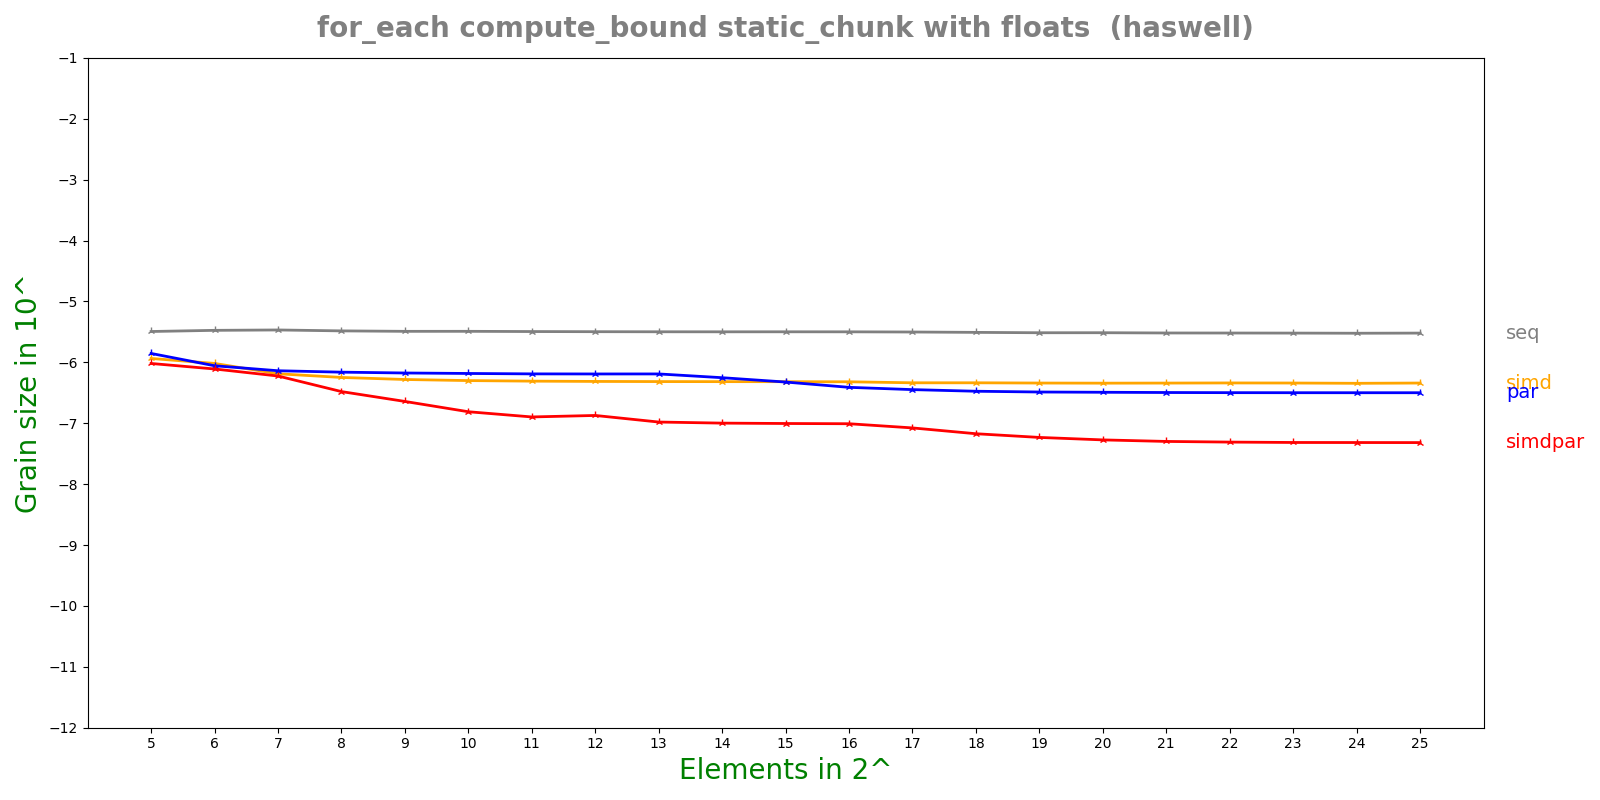 for_each compute_bound static_chunk with floats  (haswell)
Grain size in 10^
−1
−2
−3
−4
−5
−6
−7
−8
−9
−10
−11
−12
seq
simd
par
simdpar
5 6 7 8 9 10 11 12 13 14 15 16 17 18 19 20 21 22 23 24 25
Elements in 2^